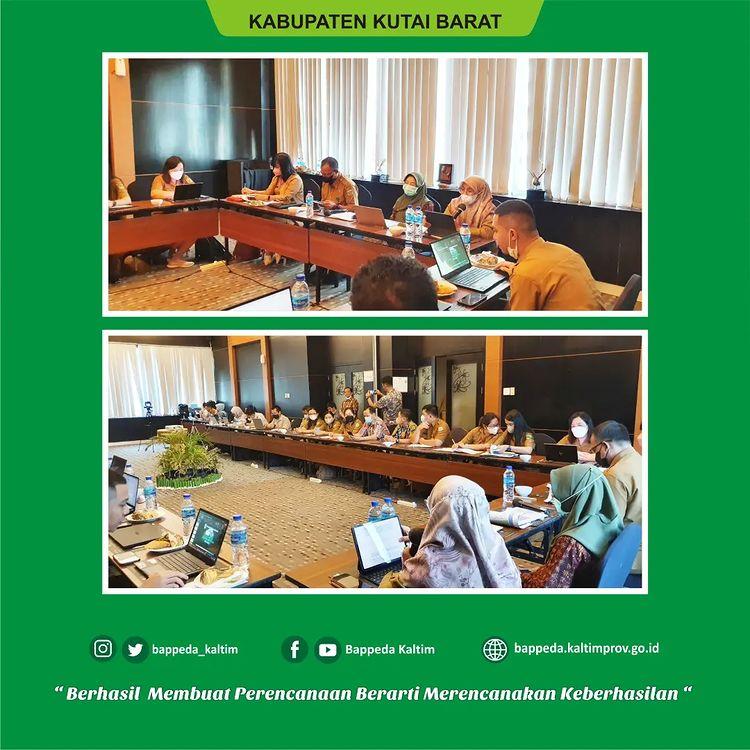 KABUPATEN KUTAI BARAT
bappeda_kaltim Bappeda Kaltim bappeda.kaltimprov.go.id
“ Berhasil Membuat Perencanaan Berarti Merencanakan Keberhasilan “